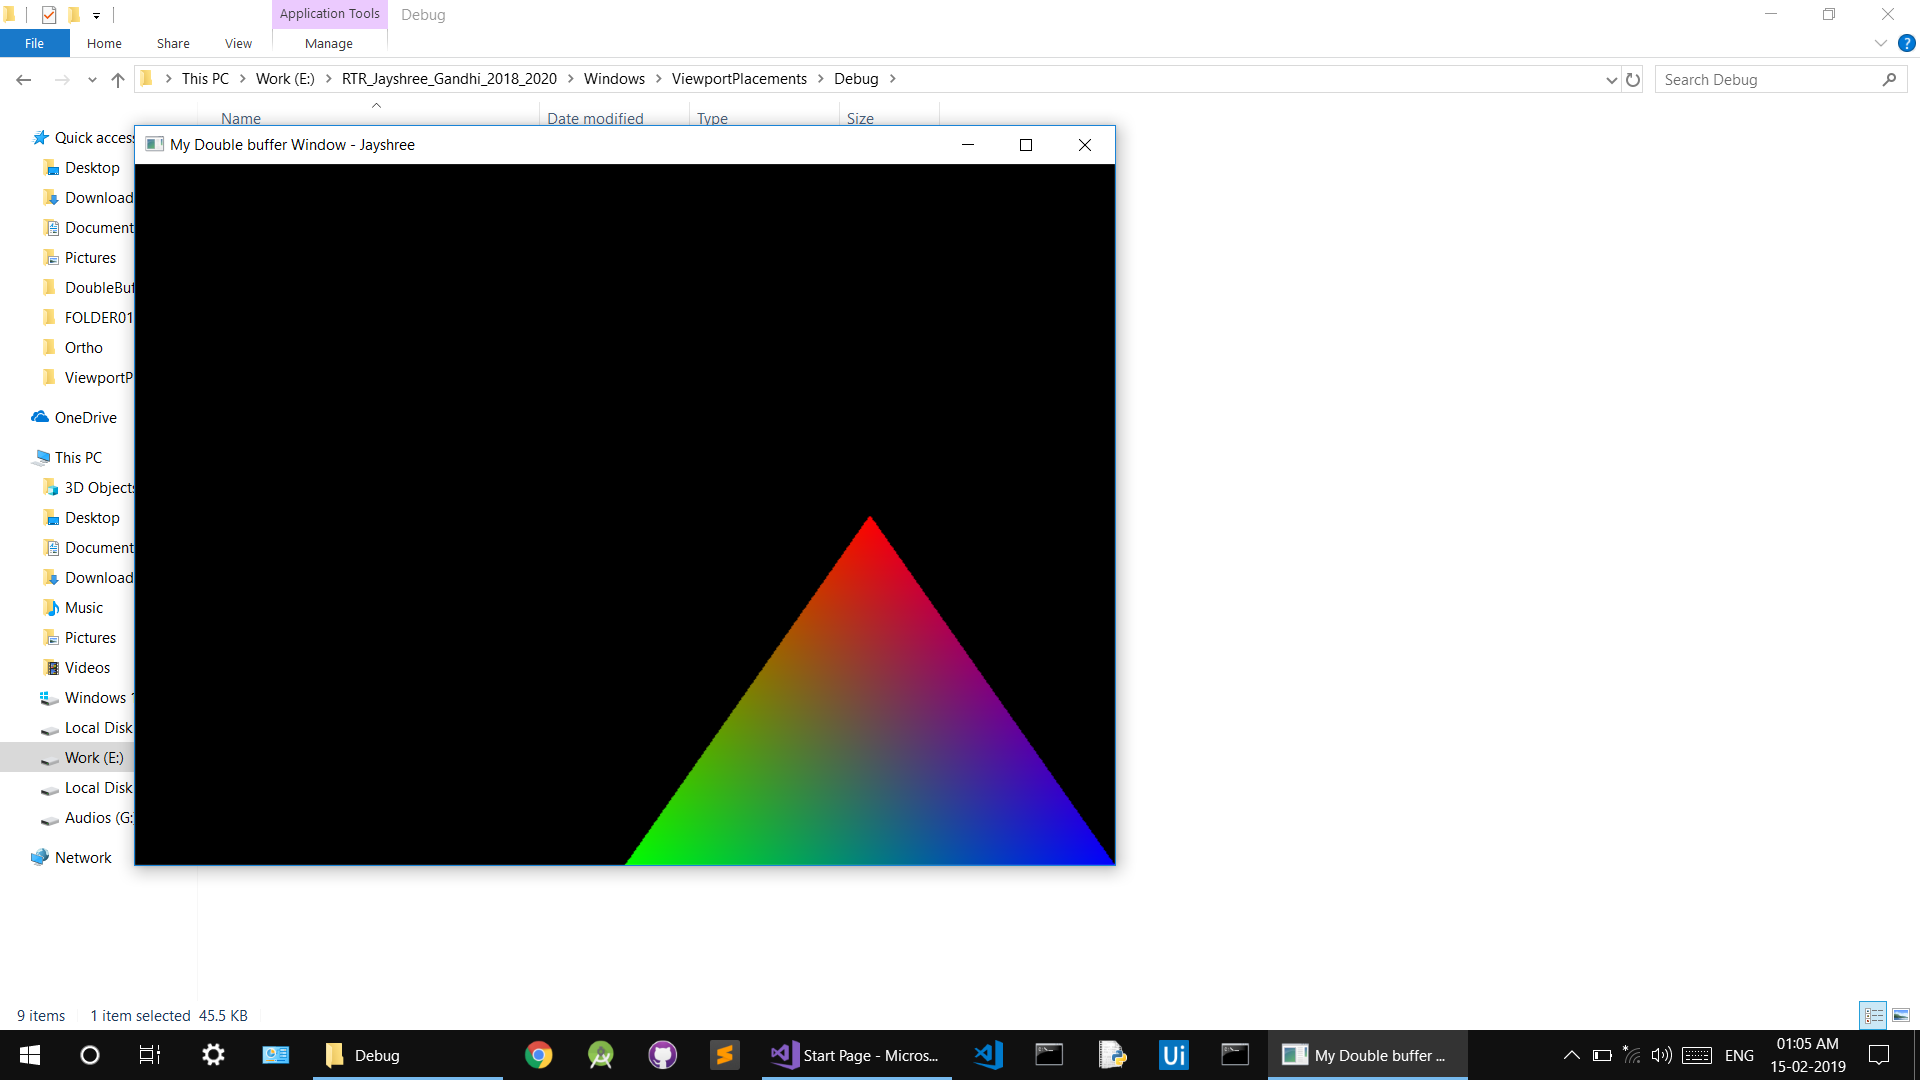 Application Tools
Debug
File
Home
Share
View
Manage
This PC
Work (E:)
RTR_Jayshree_Gandhi_2018_2020
Windows
ViewportPlacements
Debug
Search Debug
Name
Date modified
Type
Size
My Double buffer Window - Jayshree
Quick access
Desktop
Download
Document
Pictures
DoubleBuf
FOLDER01
Ortho
ViewportP
OneDrive
This PC
3D Objects
Desktop
Document
Download
Music
Pictures
Videos
Windows
Local Disk
Work (E:)
Local Disk
Audios (G:
Network
9 items
1 item selected 45.5 KB
Debug
Start Page - Micros...
Ui
My Double buffer ...
ENG
01:05 AM
15-02-2019